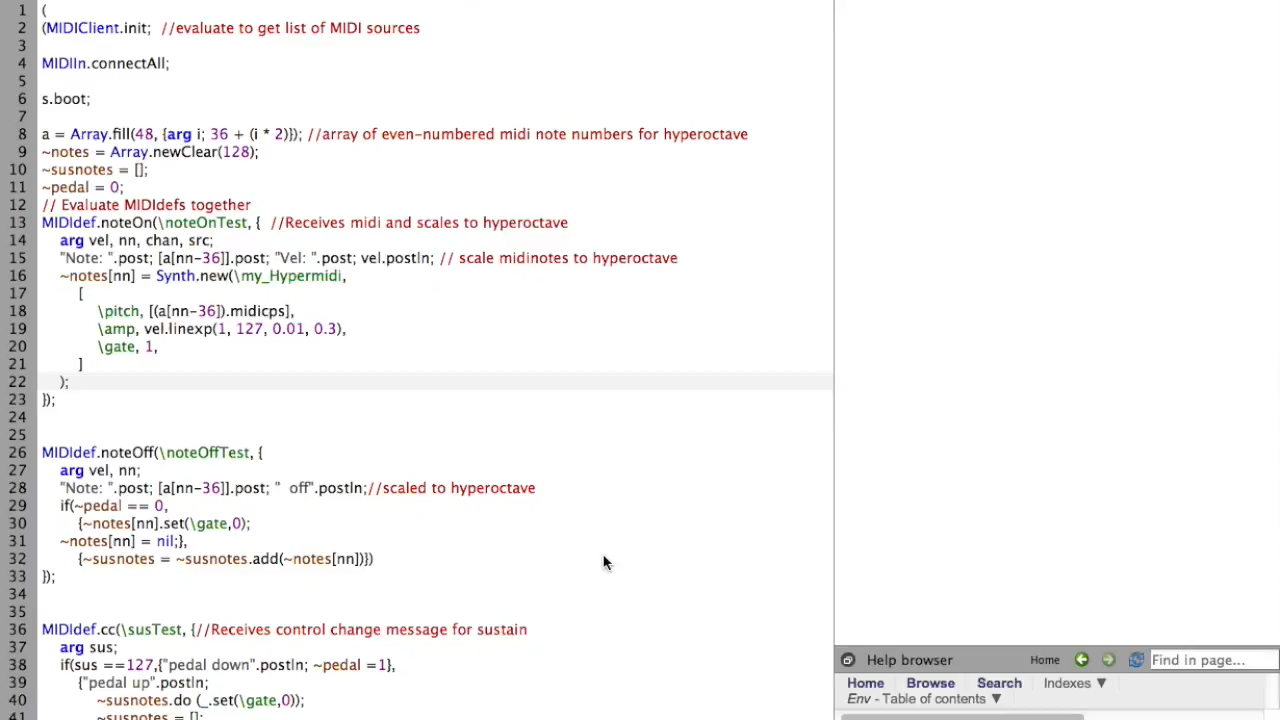 1 (
2 (MIDIClient.init;  //evaluate to get list of MIDI sources
3
4 MIDIIn.connectAll;
5
6 s.boot;
7
8 a = Array.fill(48, {arg i; 36 + (i * 2)}); //array of even-numbered midi note numbers for hyperoctave
9 ~notes = Array.newClear(128);
10 ~susnotes = [];
11 ~pedal = 0;
12 // Evaluate MIDIdefs together
13 MIDIdef.noteOn(\noteOnTest, {  //Receives midi and scales to hyperoctave
14 arg vel, nn, chan, src;
15 "Note: ".post; [a[nn-36]].post; "Vel: ".post; vel.postln; // scale midinotes to hyperoctave
16 ~notes[nn] = Synth.new(\my_Hypermidi,
17 [
18 \pitch, [(a[nn-36]).midicps],
19 \amp, vel.linexp(1, 127, 0.01, 0.3),
20 \gate, 1,
21 ]
22 );
23 });
24
25
26 MIDIdef.noteOff(\noteOffTest, {
27 arg vel, nn;
28 "Note: ".post; [a[nn-36]].post; "  off".postln;//scaled to hyperoctave
29 if(~pedal == 0,
30 {~notes[nn].set(\gate,0);
31 ~notes[nn] = nil;},
32 {~susnotes = ~susnotes.add(~notes[nn])})
33 });
34
35
36 MIDIdef.cc(\susTest, {//Receives control change message for sustain
37 arg sus;
38 if(sus ==127,{"pedal down".postln; ~pedal =1},
39 {"pedal up".postln;
40 ~susnotes.do (_.set(\gate,0));
41 ~susnotes = [];
Help browser Home Find in page...
Home Browse Search Indexes ▼
Env - Table of contents ▼